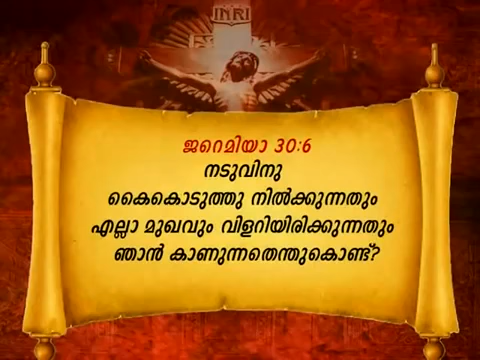 INRI
ജറെമിയാ 30:6
നടുവിനു
കൈകൊടുത്തു നിൽക്കുന്നതും
എല്ലാ മുഖവും വിളറിയിരിക്കുന്നതും
ഞാൻ കാണുന്നതെന്തുകൊണ്ട്?